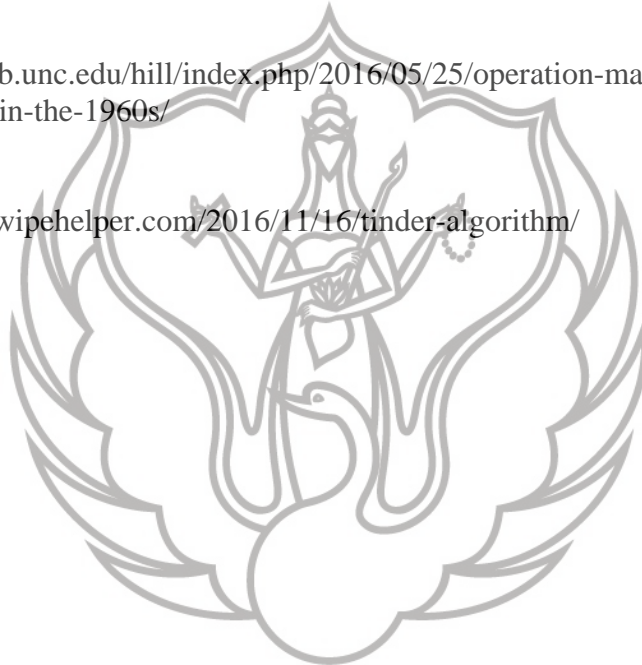 b.unc.edu/hill/index.php/2016/05/25/operation-ma
in-the-1960s/
wipehelper.com/2016/11/16/tinder-algorithm/